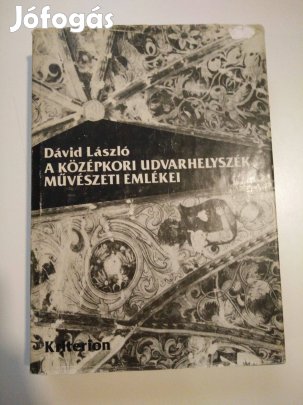 Jófogás
Dávid László
A KÖZÉPKORI UDVARHELYSZÉK
MŰVÉSZETI EMLÉKEI
Kriterion